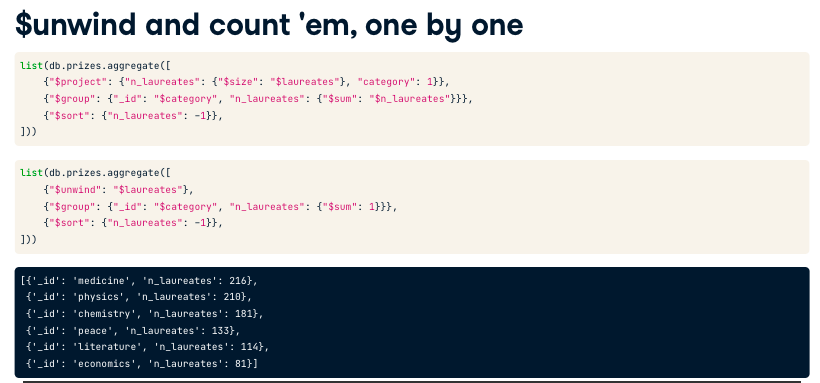 $unwind and count 'em, one by one
list(db.prizes.aggregate([
    {"$project": {"n_laureates": {"$size": "$laureates"}, "category": 1}},
    {"$group": {"_id": "$category", "n_laureates": {"$sum": "$n_laureates"}}},
    {"$sort": {"n_laureates": -1}},
]))
list(db.prizes.aggregate([
    {"$unwind": "$laureates"},
    {"$group": {"_id": "$category", "n_laureates": {"$sum": 1}}},
    {"$sort": {"n_laureates": -1}},
]))
[{'_id': 'medicine', 'n_laureates': 216},
 {'_id': 'physics', 'n_laureates': 210},
 {'_id': 'chemistry', 'n_laureates': 181},
 {'_id': 'peace', 'n_laureates': 133},
 {'_id': 'literature', 'n_laureates': 114},
 {'_id': 'economics', 'n_laureates': 81}]